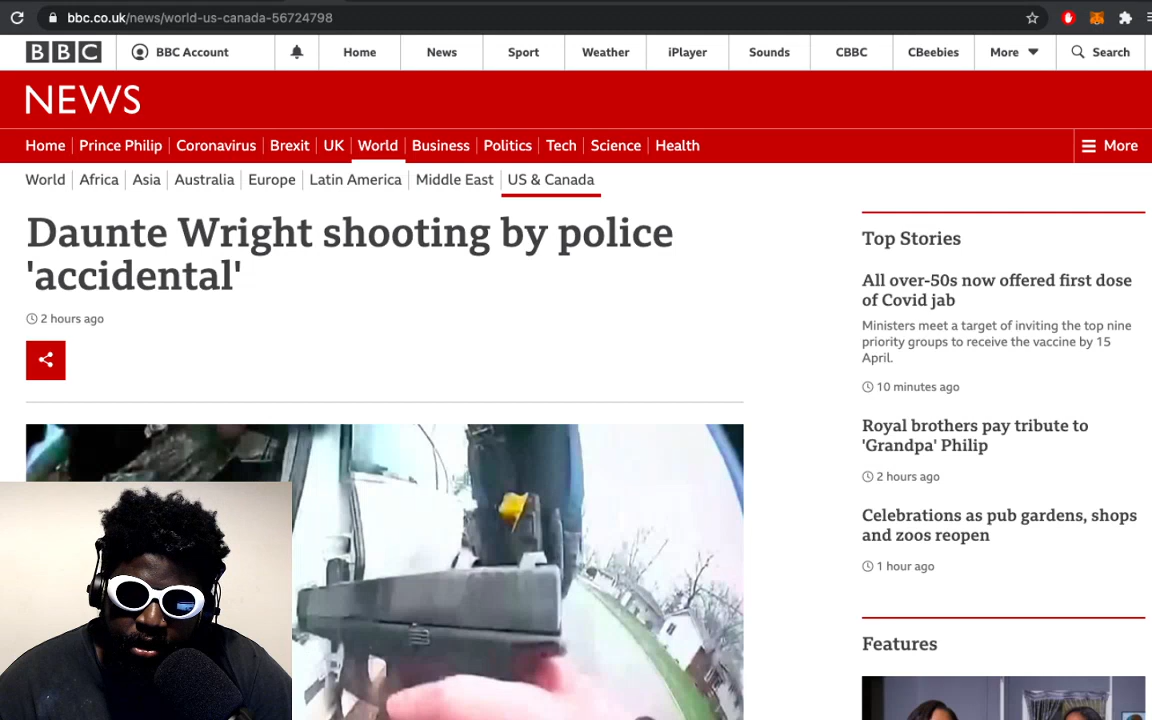 bbc.co.uk/news/world-us-canada-56724798
BBC BBC Account Home News Sport Weather iPlayer Sounds CBBC CBeebies More Search
NEWS
Home Prince Philip Coronavirus Brexit UK World Business Politics Tech Science Health More
World Africa Asia Australia Europe Latin America Middle East US & Canada
Daunte Wright shooting by police
'accidental'
2 hours ago
Top Stories
All over-50s now offered first dose
of Covid jab
Ministers meet a target of inviting the top nine
priority groups to receive the vaccine by 15
April.
10 minutes ago
Royal brothers pay tribute to
'Grandpa' Philip
2 hours ago
Celebrations as pub gardens, shops
and zoos reopen
1 hour ago
Features